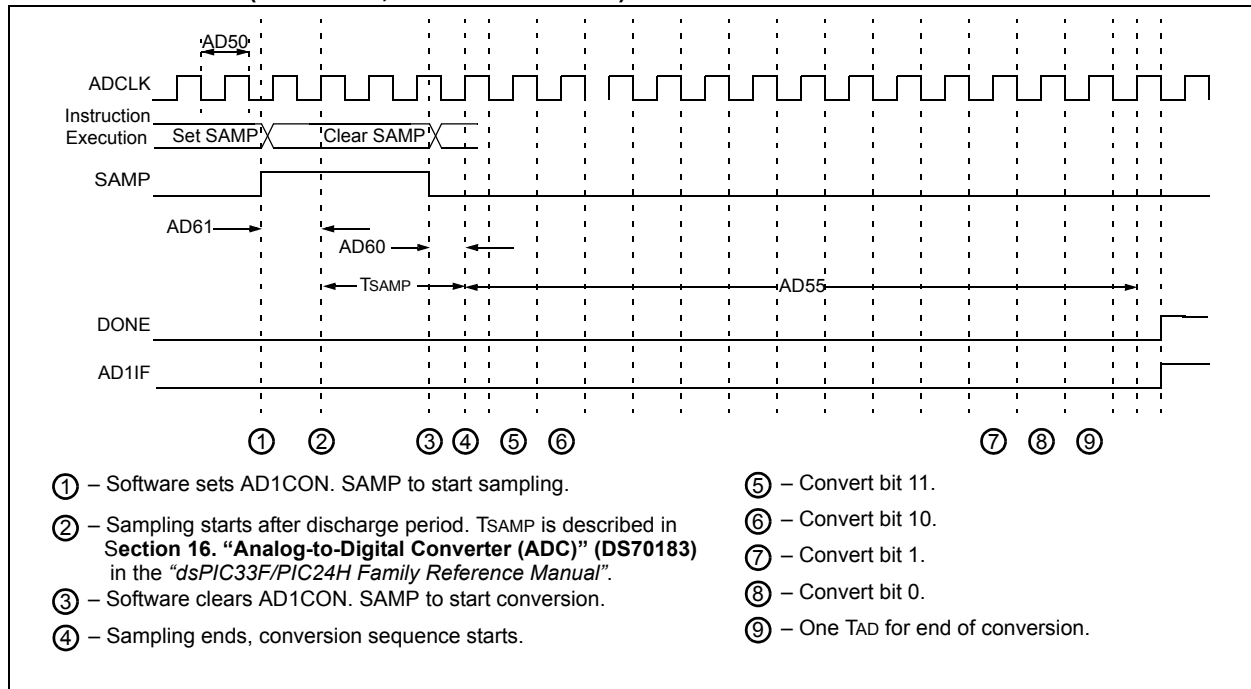 AD50
ADCLK
Instruction
Execution
Set SAMP
Clear SAMP
SAMP
AD61
AD60
TSAMP
AD55
DONE
AD1IF
1 2 3 4 5 6 7 8 9
1 – Software sets AD1CON. SAMP to start sampling.
2 – Sampling starts after discharge period. TSAMP is described in
Section 16. “Analog-to-Digital Converter (ADC)” (DS70183)
in the “dsPIC33F/PIC24H Family Reference Manual”.
3 – Software clears AD1CON. SAMP to start conversion.
4 – Sampling ends, conversion sequence starts.
5 – Convert bit 11.
6 – Convert bit 10.
7 – Convert bit 1.
8 – Convert bit 0.
9 – One TAD for end of conversion.